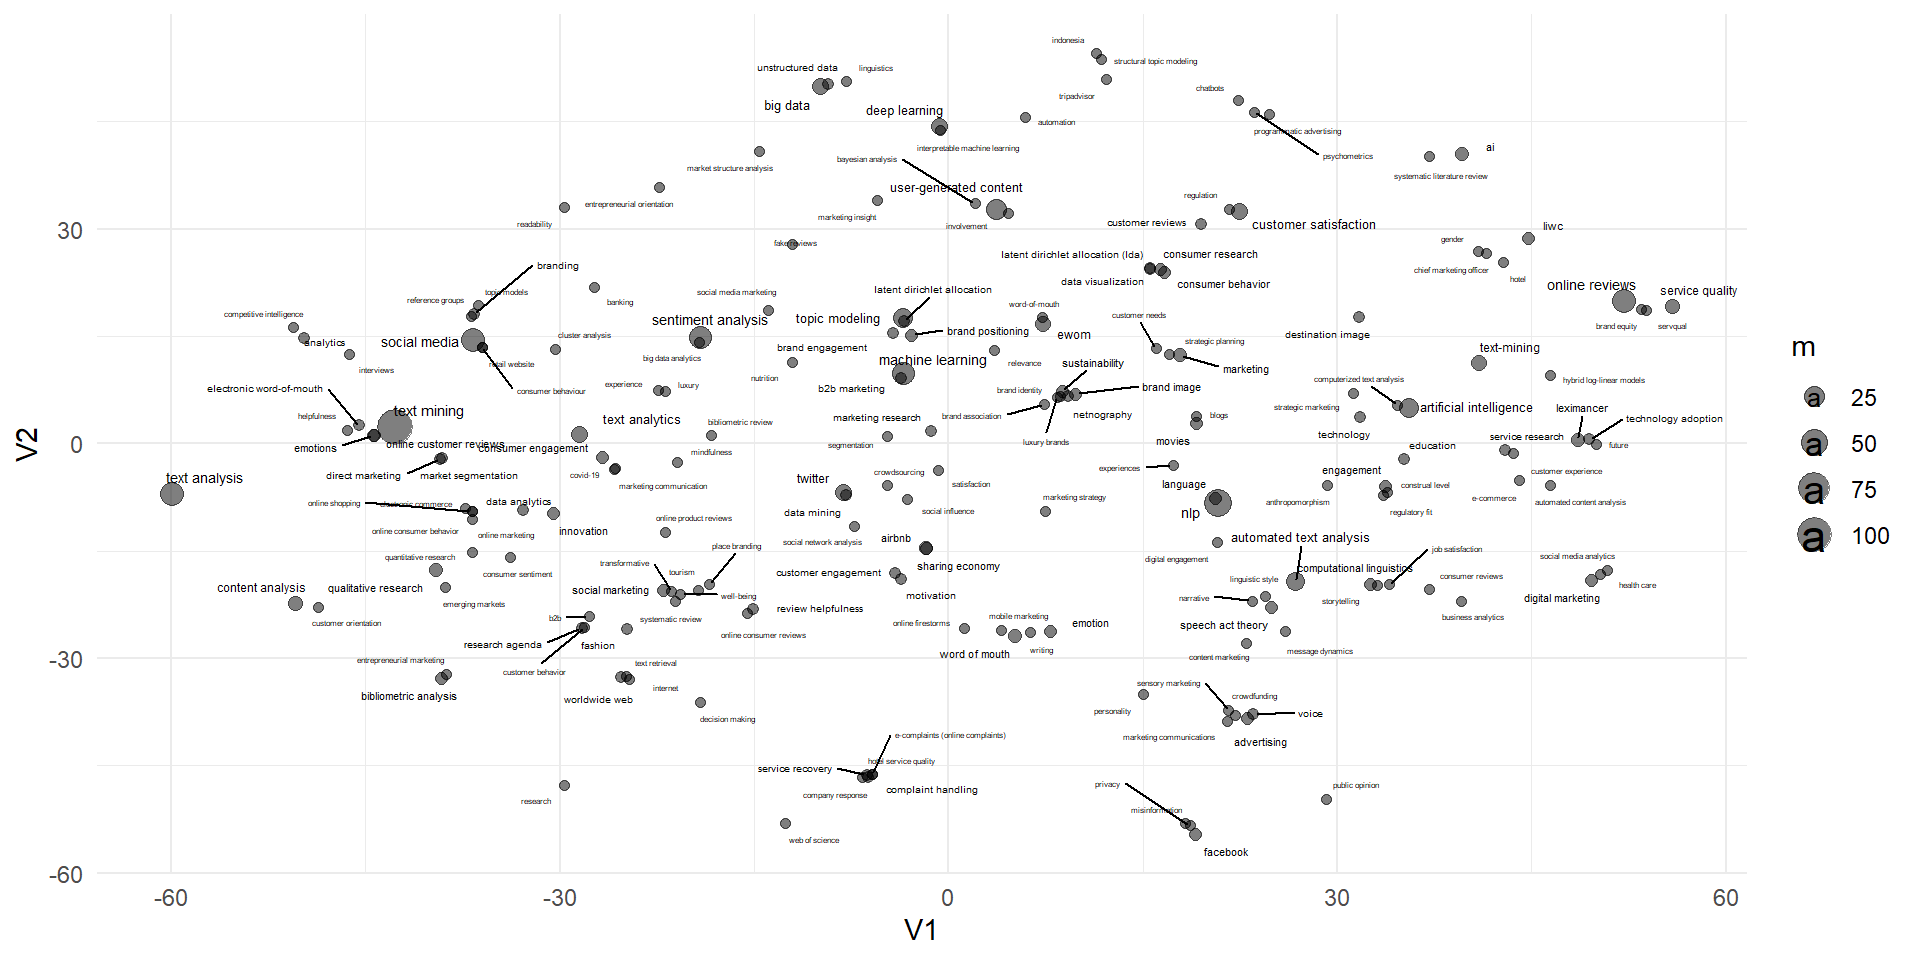 indonesia
structural topic modeling
unstructured data
linguistics
tripadvisor
chatbots
big data
deep learning
automation
programmatic advertising
interpretable machine learning
bayesian analysis
psychometrics
ai
market structure analysis
systematic literature review
user-generated content
regulation
entrepreneurial orientation
marketing insight
readability
involvement
customer reviews
customer satisfaction
liwc
30
fake reviews
gender
latent dirichlet allocation (lda)
consumer research
branding
chief marketing officer
hotel
data visualization
consumer behavior
online reviews
service quality
topic models
social media marketing
latent dirichlet allocation
reference groups
banking
word-of-mouth
competitive intelligence
customer needs
sentiment analysis
topic modeling
brand positioning
brand equity
servqual
m
analytics
social media
cluster analysis
ewom
destination image
strategic planning
brand engagement
text-mining
big data analytics
retail website
machine learning
relevance
sustainability
interviews
nutrition
marketing
computerized text analysis
hybrid log-linear models
electronic word-of-mouth
consumer behaviour
experience
luxury
b2b marketing
brand identity
brand image
a 25
text mining
helpfulness
text analytics
bibliometric review
marketing research
brand association
netnography
blogs
strategic marketing
artificial intelligence
leximancer
technology adoption
V2
0
emotions
online customer reviews
consumer engagement
mindfulness
segmentation
luxury brands
movies
technology
education
service research
future
a 50
direct marketing
market segmentation
covid-19
crowdsourcing
experiences
engagement
customer experience
text analysis
marketing communication
twitter
satisfaction
language
construal level
a 75
online shopping
electronic commerce
data analytics
marketing strategy
anthropomorphism
e-commerce
automated content analysis
data mining
social influence
nlp
regulatory fit
online product reviews
online consumer behavior
online marketing
innovation
social network analysis
airbnb
automated text analysis
a 100
place branding
job satisfaction
quantitative research
transformative
digital engagement
social media analytics
consumer sentiment
tourism
customer engagement
sharing economy
linguistic style
computational linguistics
consumer reviews
health care
content analysis
qualitative research
social marketing
well-being
motivation
narrative
storytelling
digital marketing
emerging markets
review helpfulness
customer orientation
b2b
systematic review
mobile marketing
online firestorms
emotion
speech act theory
business analytics
online consumer reviews
research agenda
fashion
word of mouth
writing
content marketing
message dynamics
-30
entrepreneurial marketing
customer behavior
text retrieval
bibliometric analysis
worldwide web
internet
sensory marketing
crowdfunding
decision making
personality
voice
marketing communications
advertising
e-complaints (online complaints)
hotel service quality
service recovery
privacy
public opinion
complaint handling
research
company response
misinformation
web of science
facebook
-60
-60
-30
0
30
60
V1